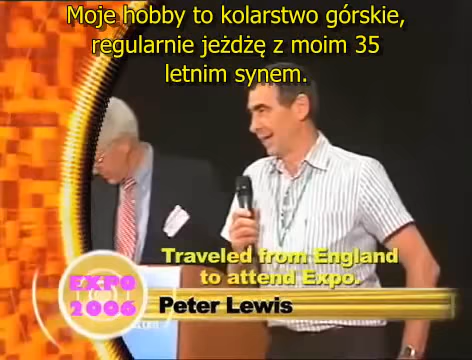 Moje hobby to kolarstwo górskie,
regularnie jeżdżę z moim 35
letnim synem.
Traveled from England
to attend Expo.
EXPO
2006
Peter Lewis